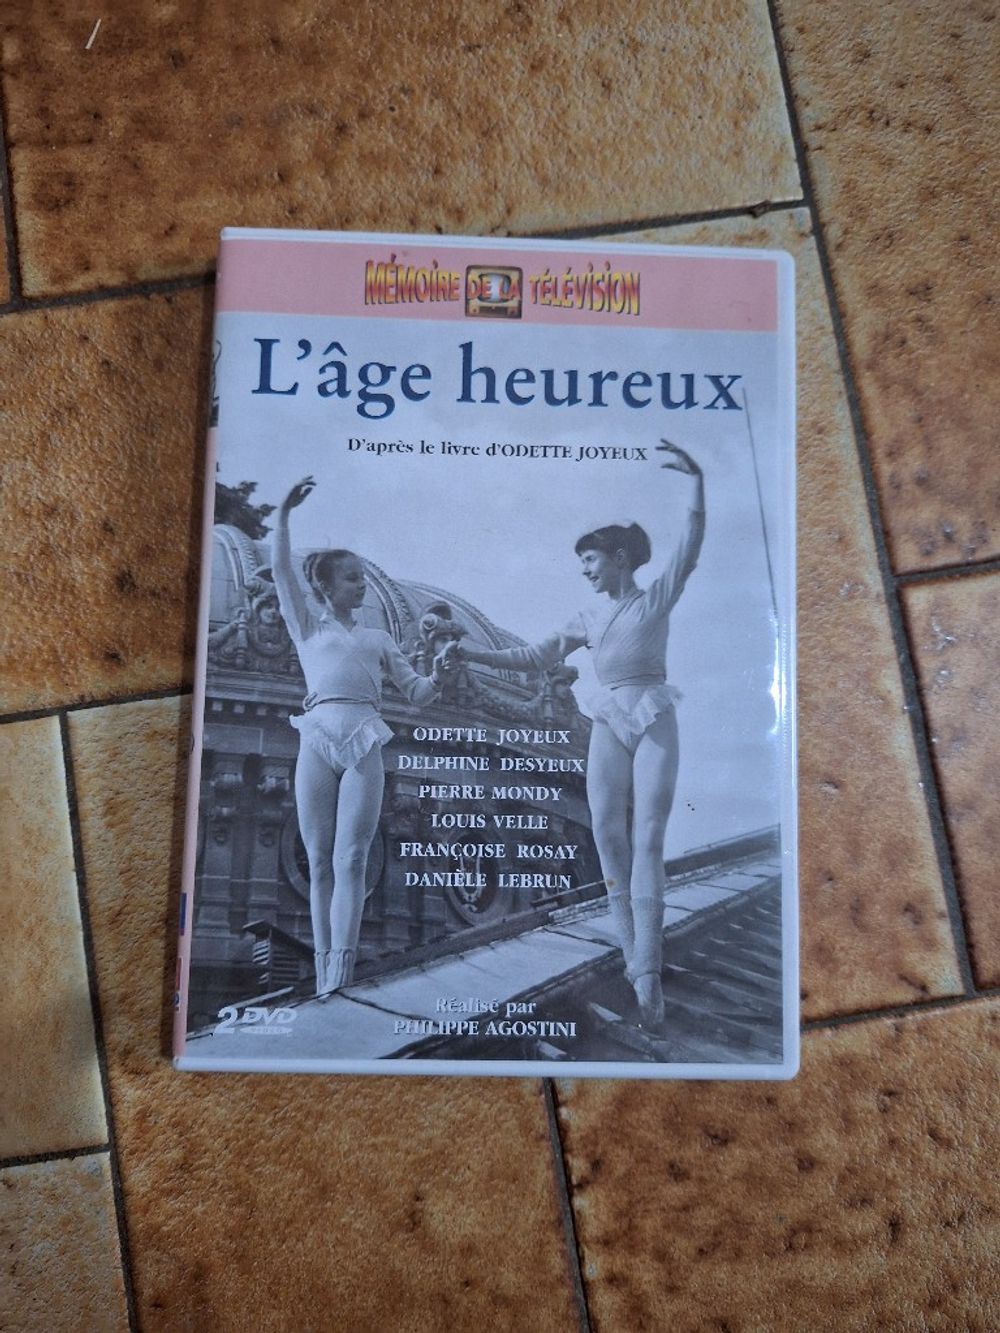 MÉMOIRE DE LA TÉLÉVISION
L'âge heureux
D'après le livre d'ODETTE JOYEUX
ODETTE JOYEUX
DELPHINE DESYEUX
PIERRE MONDY
LOUIS VELLE
FRANÇOISE ROSAY
DANIÈLE LEBRUN
Réalisé par
PHILIPPE AGOSTINI
2 DVD
VIDEO